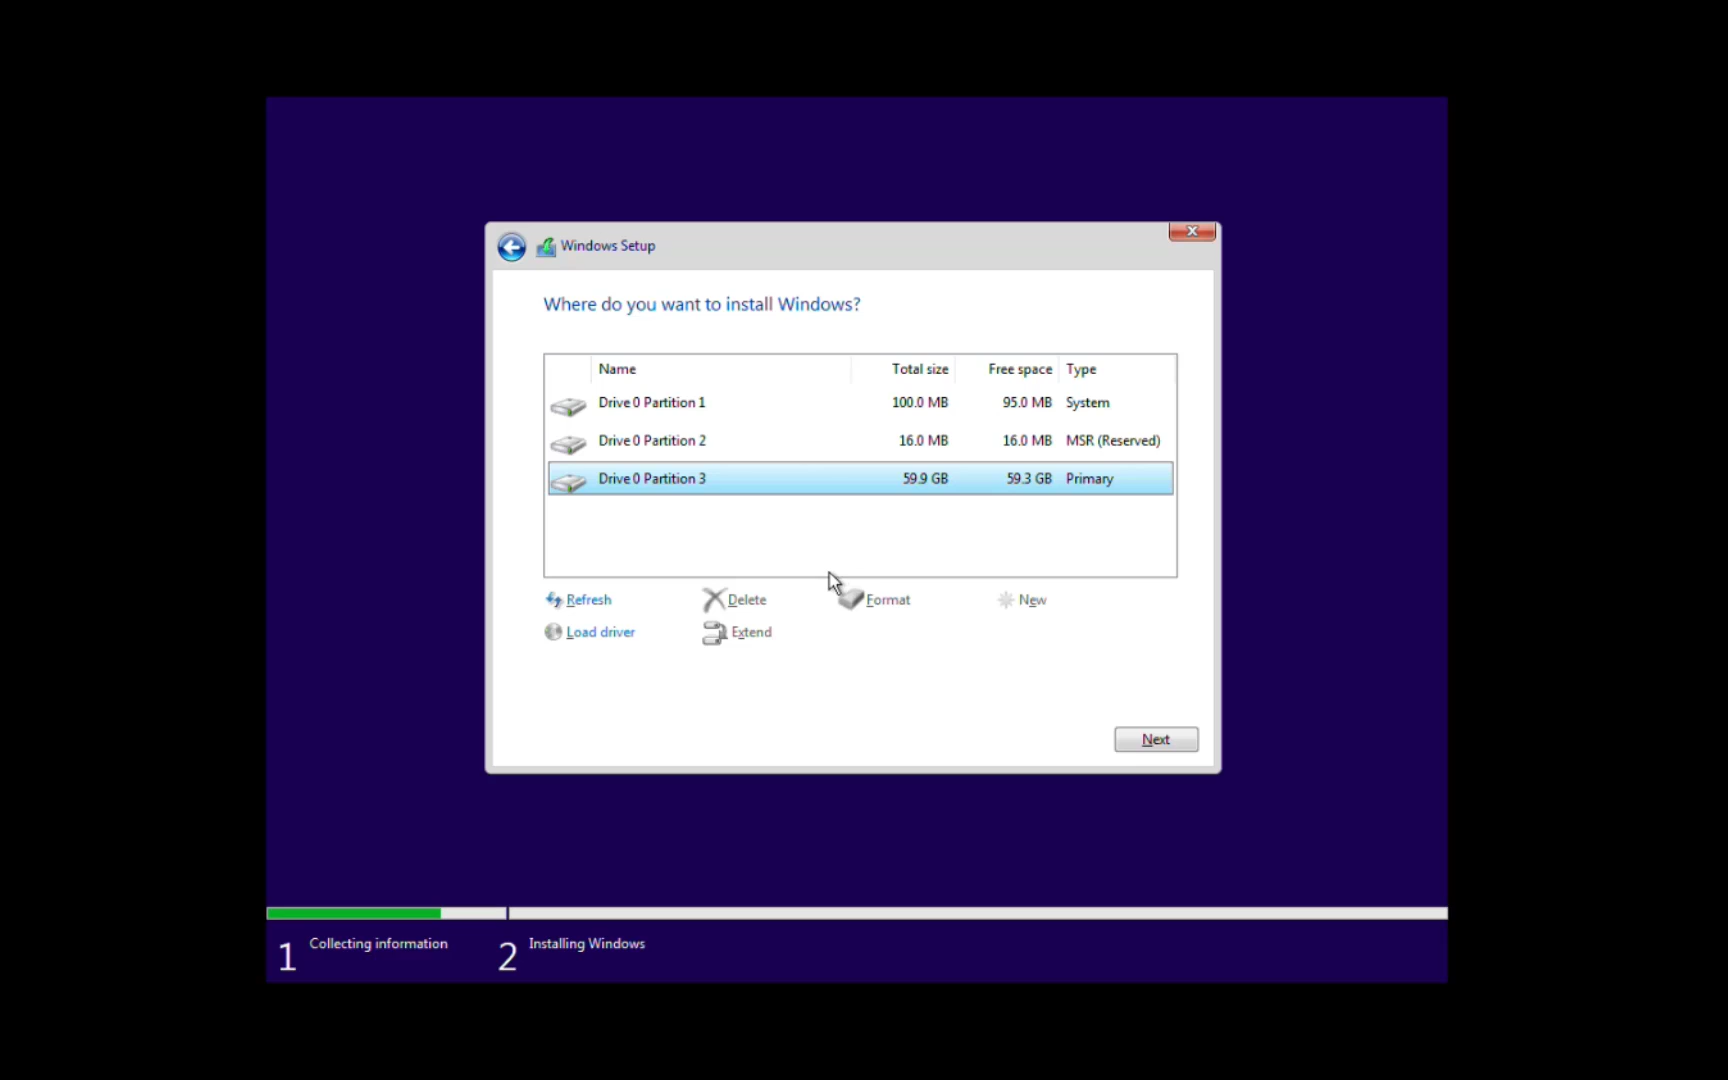 Windows Setup
Where do you want to install Windows?
Name Total size Free space Type
Drive 0 Partition 1 100.0 MB 95.0 MB System
Drive 0 Partition 2 16.0 MB 16.0 MB MSR (Reserved)
Drive 0 Partition 3 59.9 GB 59.3 GB Primary
Refresh Delete Format New
Load driver Extend
Next
1 Collecting information 2 Installing Windows